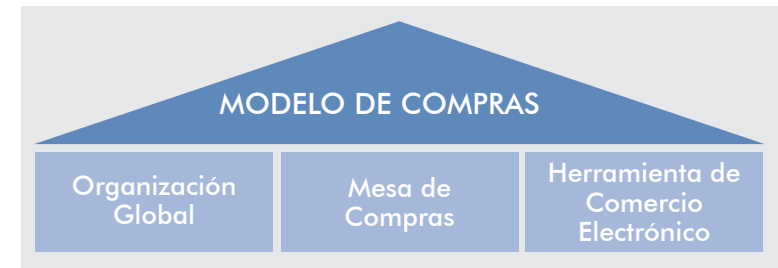 MODELO DE COMPRAS
Organización
Global
Mesa de
Compras
Herramienta de
Comercio
Electrónico